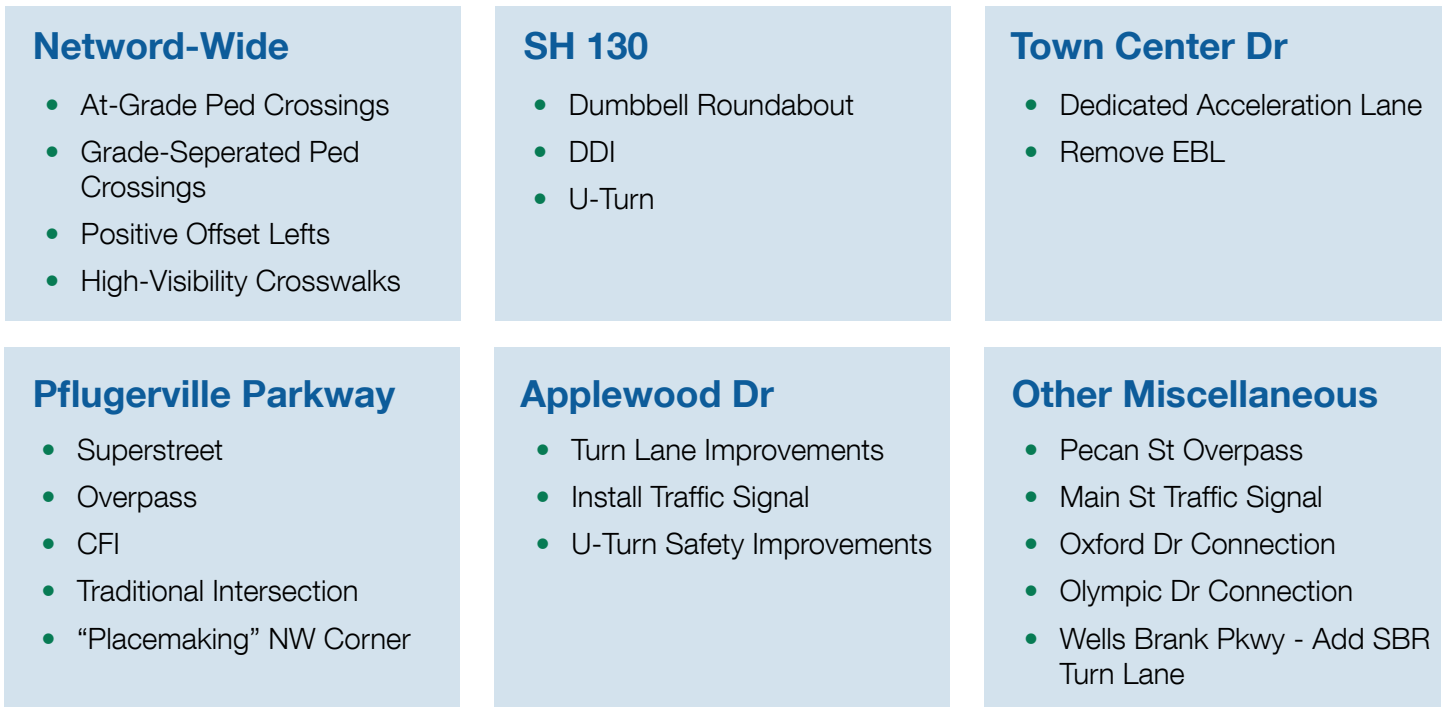 Netword-Wide
• At-Grade Ped Crossings
• Grade-Seperated Ped
Crossings
• Positive Offset Lefts
• High-Visibility Crosswalks
SH 130
• Dumbbell Roundabout
• DDI
• U-Turn
Town Center Dr
• Dedicated Acceleration Lane
• Remove EBL
Pflugerville Parkway
• Superstreet
• Overpass
• CFI
• Traditional Intersection
• “Placemaking” NW Corner
Applewood Dr
• Turn Lane Improvements
• Install Traffic Signal
• U-Turn Safety Improvements
Other Miscellaneous
• Pecan St Overpass
• Main St Traffic Signal
• Oxford Dr Connection
• Olympic Dr Connection
• Wells Brank Pkwy - Add SBR
Turn Lane